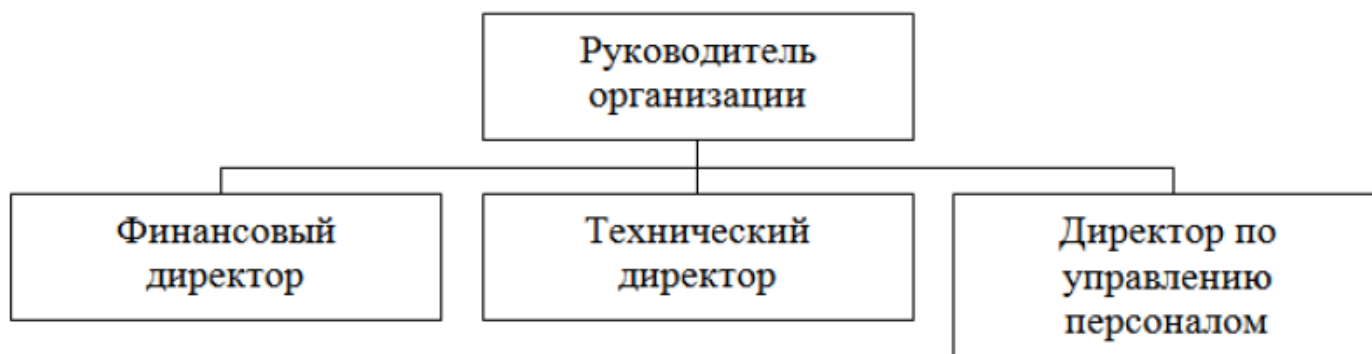 Руководитель
организации
Финансовый
директор
Технический
директор
Директор по
управлению
персоналом